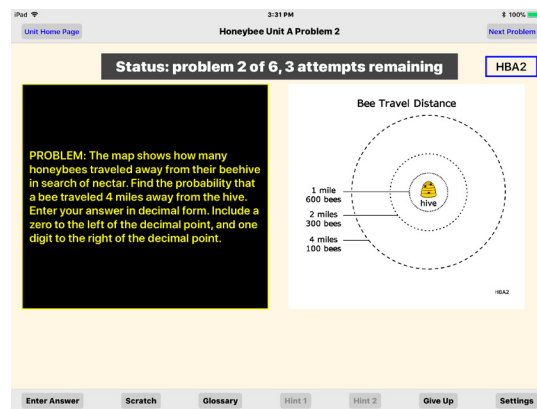 iPad
3:31 PM
100%
Unit Home Page
Honeybee Unit A Problem 2
Next Problem
Status: problem 2 of 6, 3 attempts remaining
HBA2
PROBLEM: The map shows how many
honeybees traveled away from their beehive
in search of nectar. Find the probability that
a bee traveled 4 miles away from the hive.
Enter your answer in decimal form. Include a
zero to the left of the decimal point, and one
digit to the right of the decimal point.
Bee Travel Distance
1 mile
600 bees
hive
2 miles
300 bees
4 miles
100 bees
HBA2
Enter Answer
Scratch
Glossary
Hint 1
Hint 2
Give Up
Settings